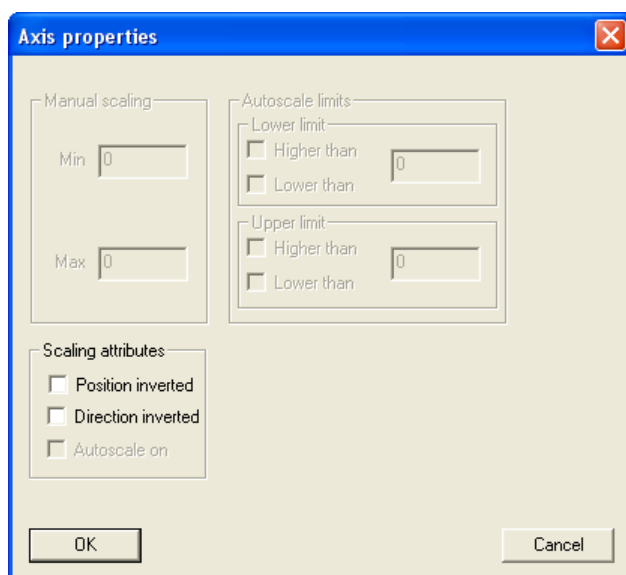 Axis properties
Manual scaling
Min 0
Max 0
Autoscale limits
Lower limit
Higher than
0
Lower than
Upper limit
Higher than
0
Lower than
Scaling attributes
Position inverted
Direction inverted
Autoscale on
OK
Cancel